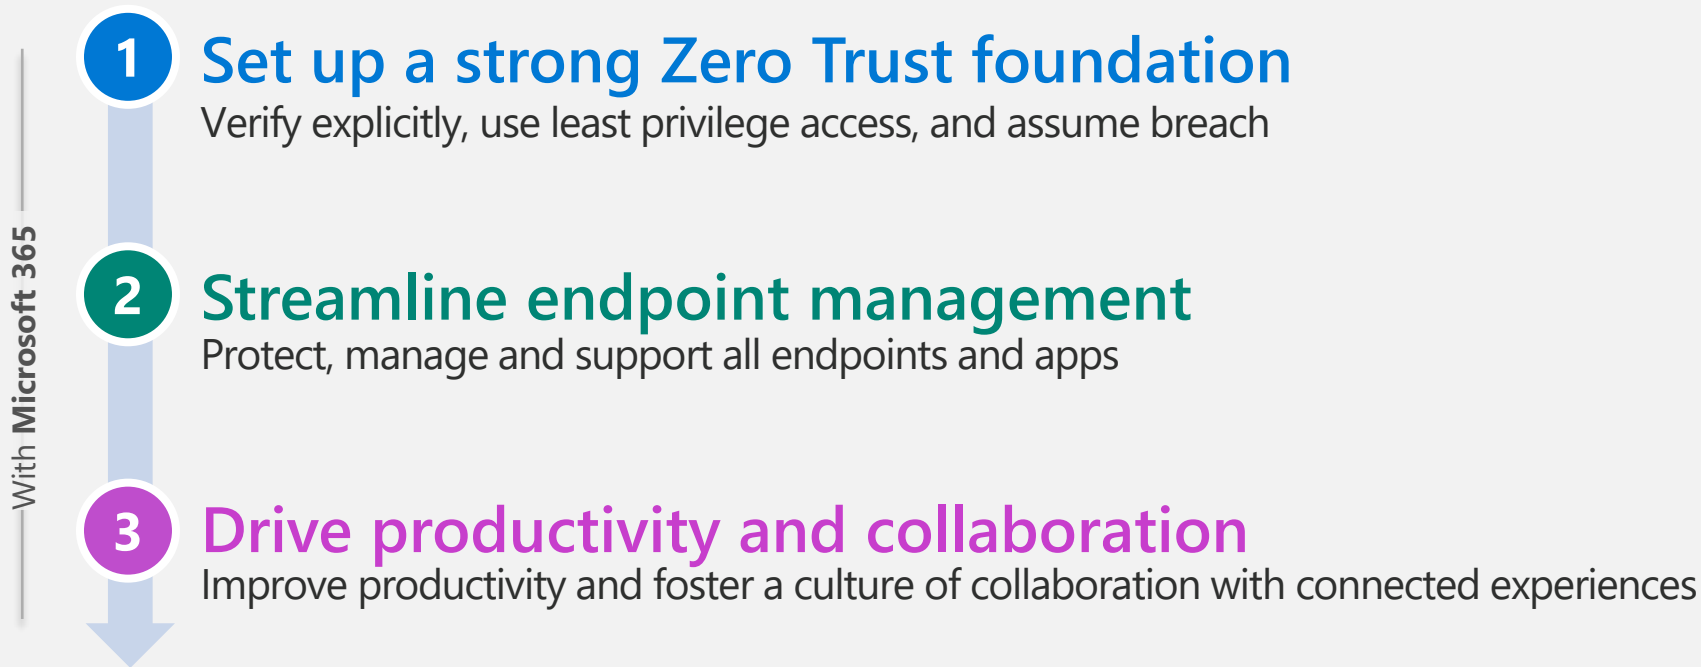 With Microsoft 365
1
Set up a strong Zero Trust foundation
Verify explicitly, use least privilege access, and assume breach
2
Streamline endpoint management
Protect, manage and support all endpoints and apps
3
Drive productivity and collaboration
Improve productivity and foster a culture of collaboration with connected experiences